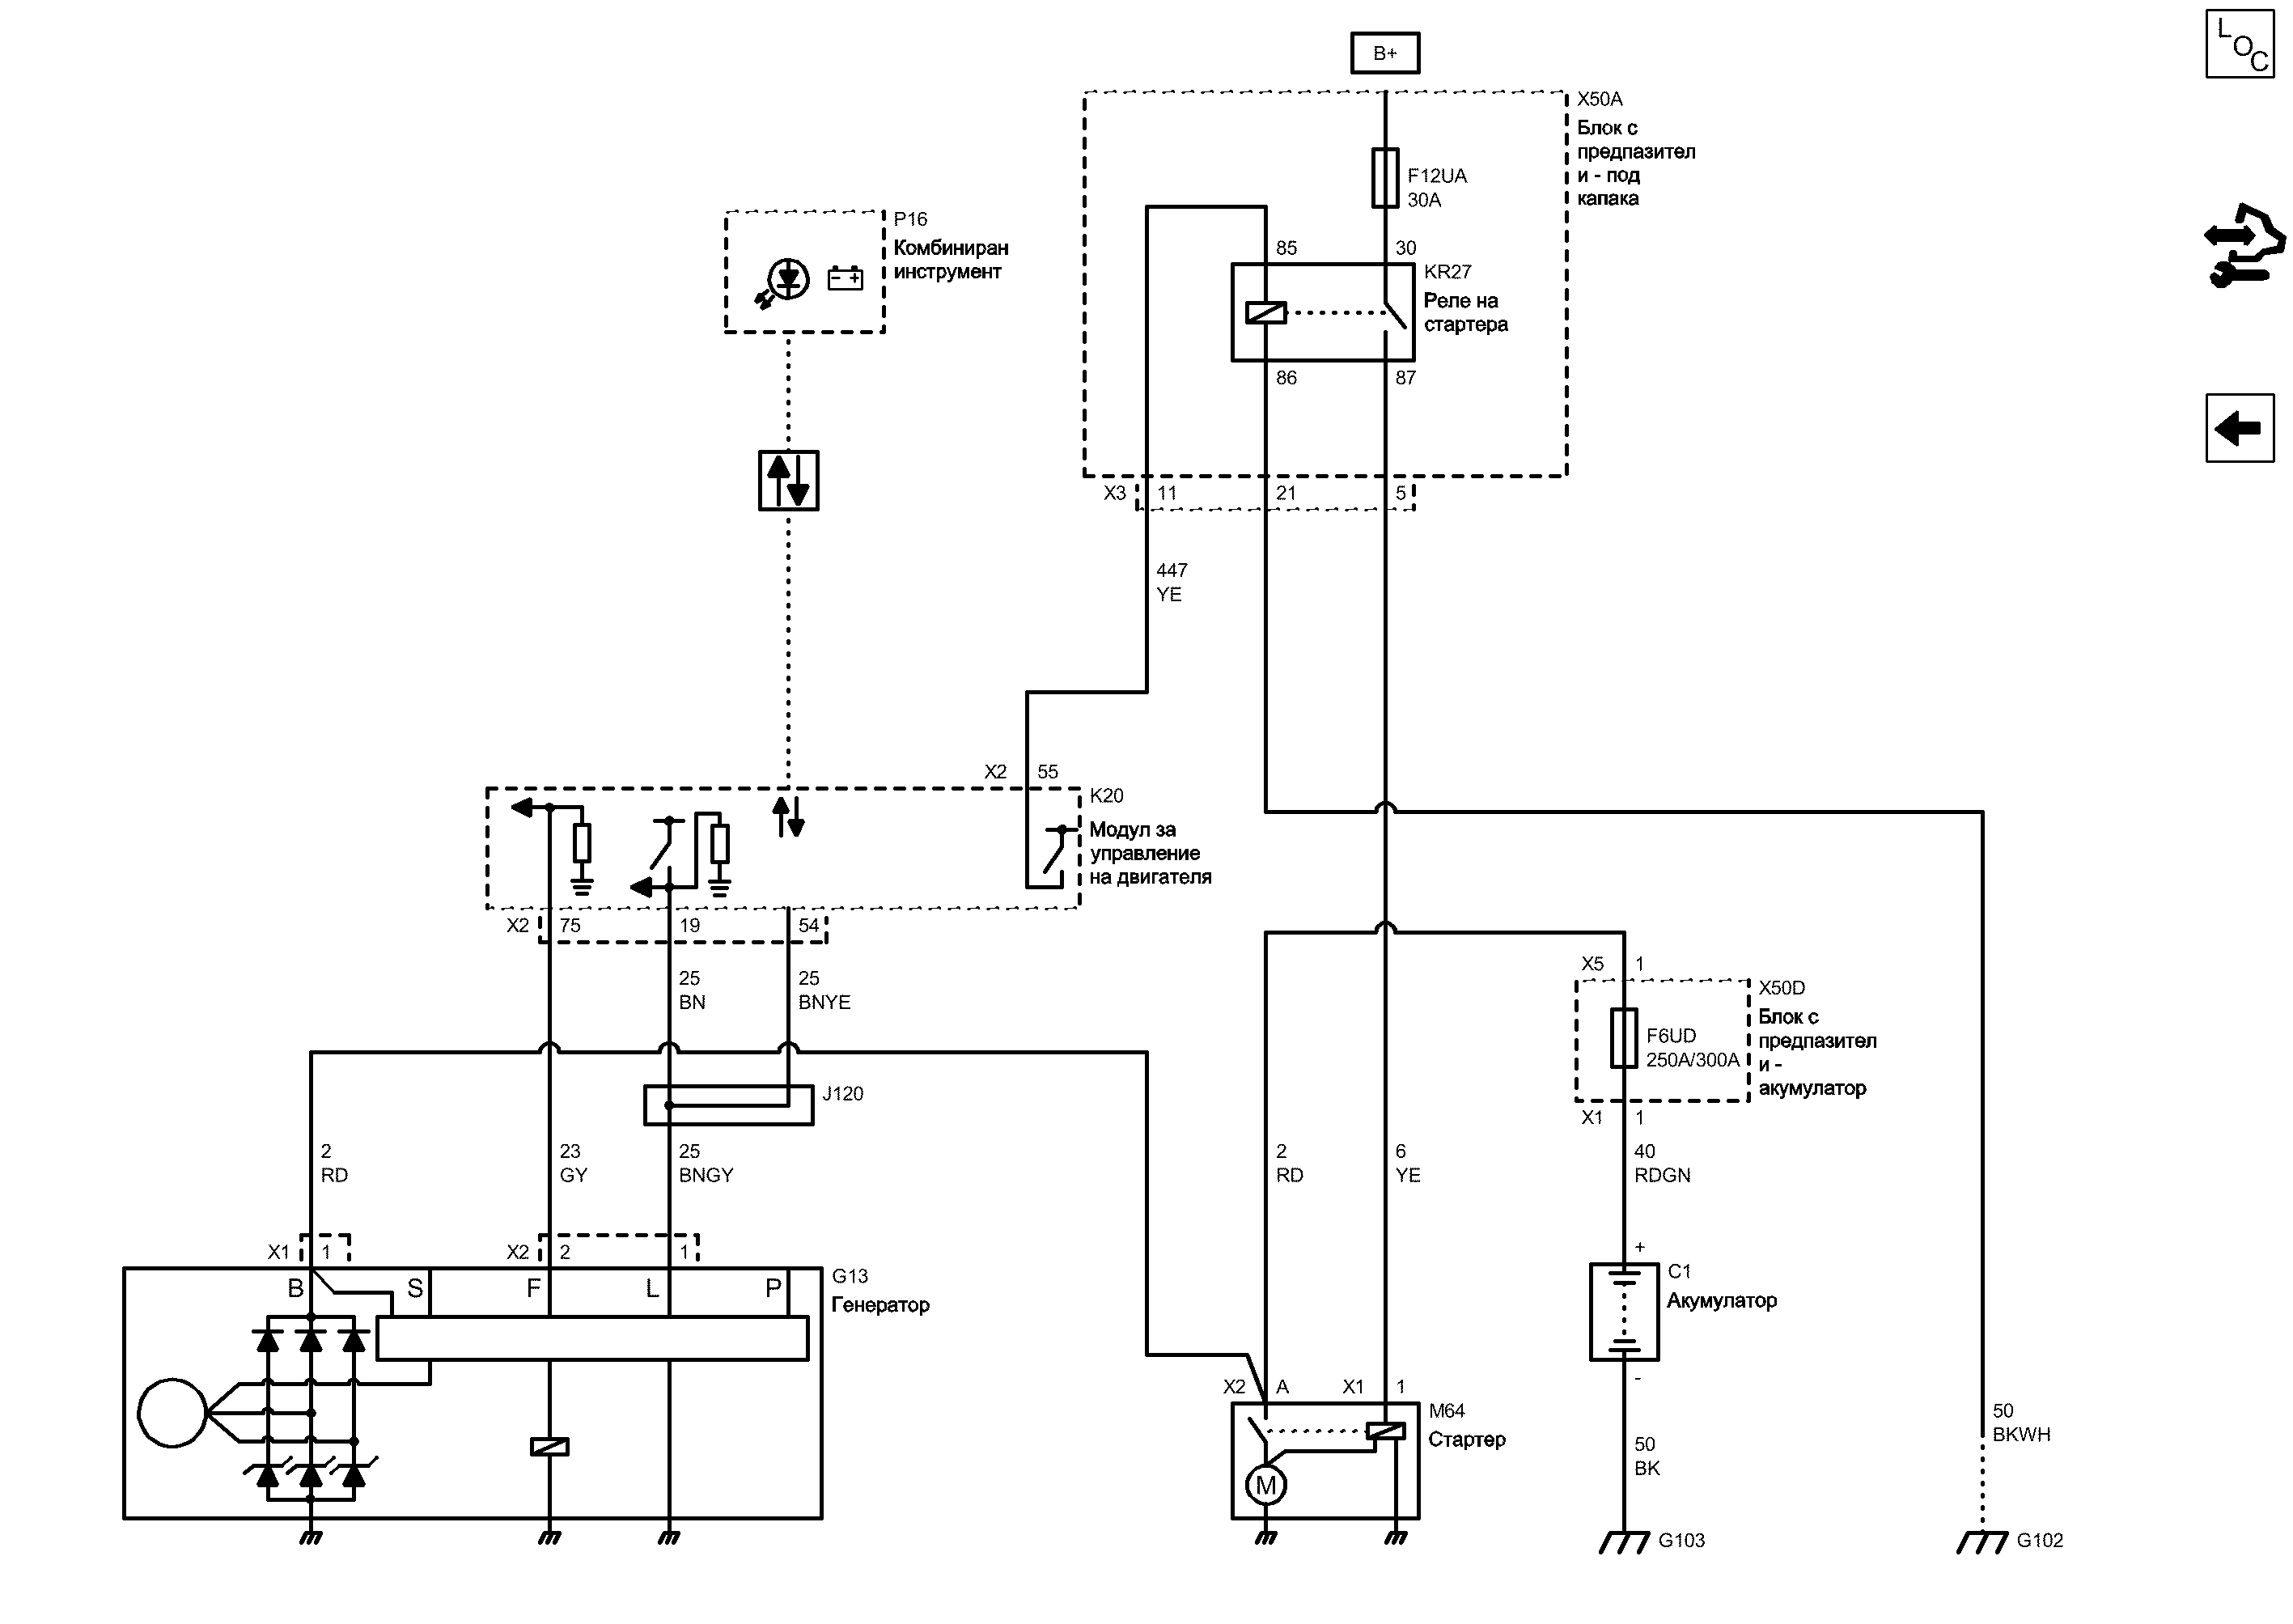 L
O
C
B+
X50A
Блок с
предпазител
и - под
капака
F12UA
30A
P16
Комбиниран
инструмент
- +
85
30
KR27
Реле на
стартера
86
87
X3
11
21
5
447
YE
X2
55
K20
Модул за
управление
на двигателя
X2
75
19
54
25
BN
25
BNYE
X5
1
X50D
Блок с
предпазител
и -
акумулатор
F6UD
250A/300A
X1
1
J120
2
RD
23
GY
25
BNGY
2
RD
6
YE
40
RDGN
X1
1
X2
2
1
B
S
F
L
P
G13
Генератор
+
C1
Акумулатор
-
X2
A
X1
1
M64
Стартер
M
50
BK
50
BKWH
G103
G102